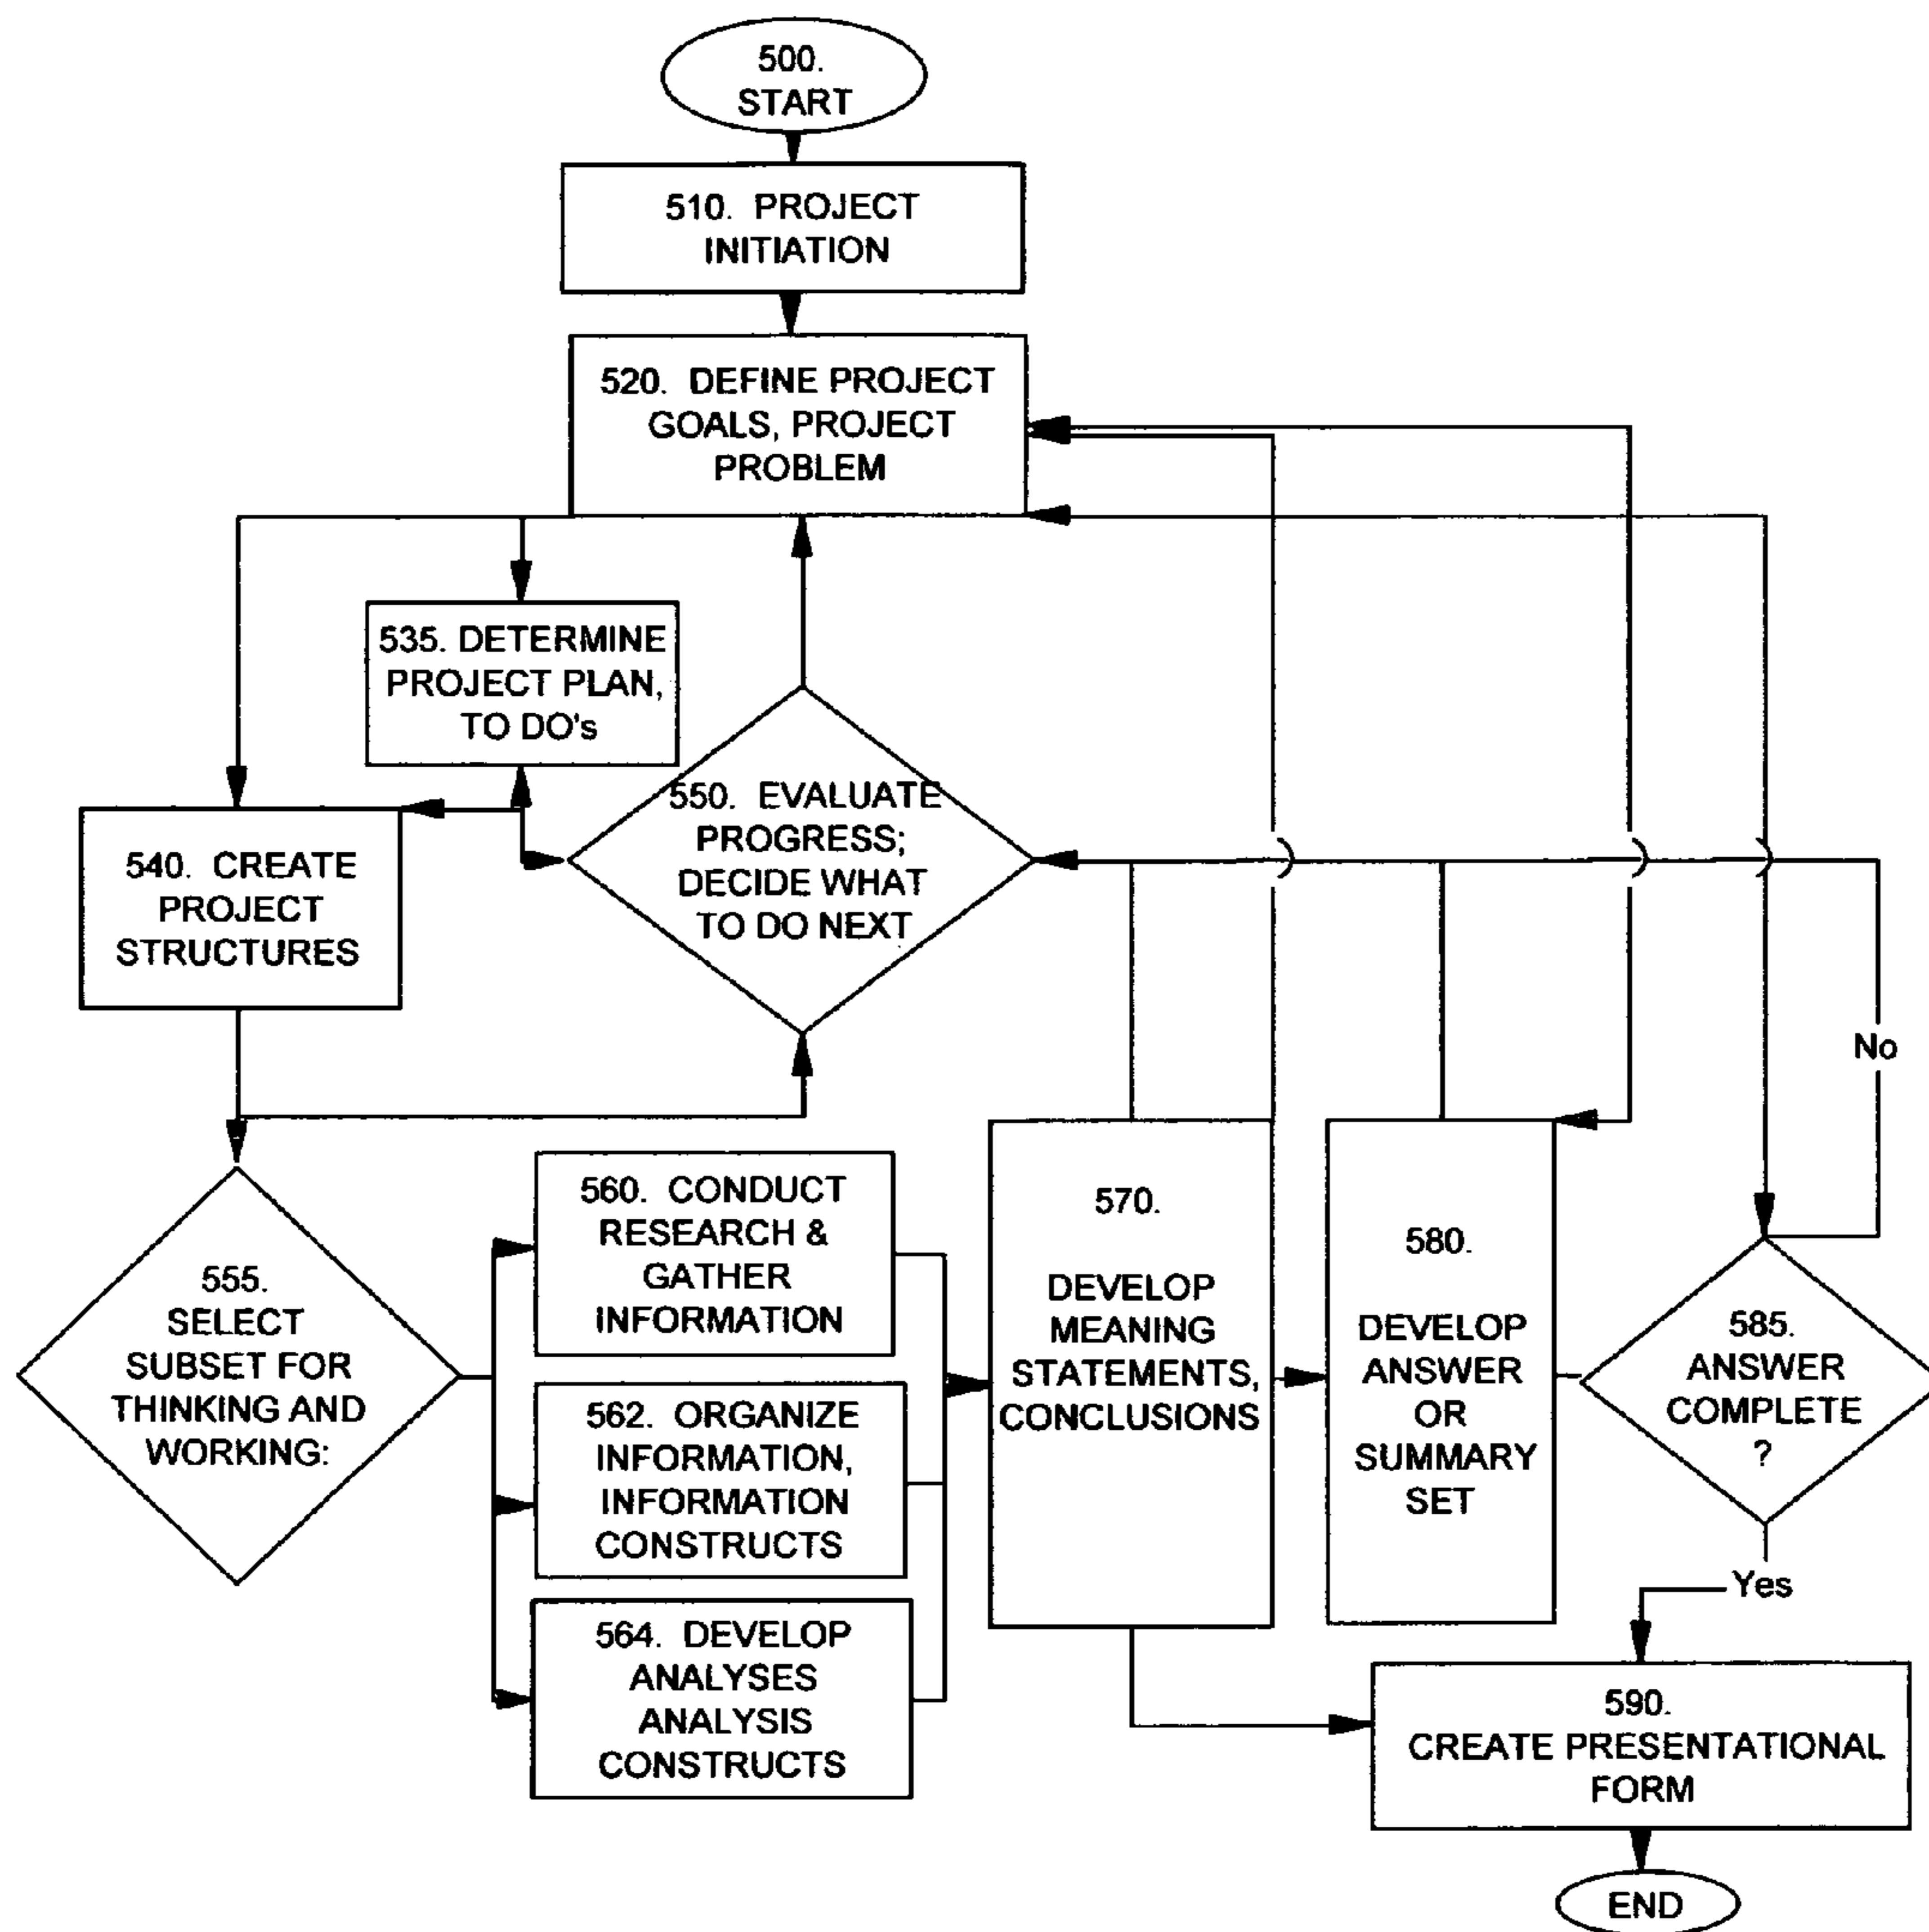 500.
START
510. PROJECT
INITIATION
520. DEFINE PROJECT
GOALS, PROJECT
PROBLEM
535. DETERMINE
PROJECT PLAN,
TO DO's
550. EVALUATE
PROGRESS;
DECIDE WHAT
TO DO NEXT
540. CREATE
PROJECT
STRUCTURES
No
555.
SELECT
SUBSET FOR
THINKING AND
WORKING:
560. CONDUCT
RESEARCH &
GATHER
INFORMATION
562. ORGANIZE
INFORMATION,
INFORMATION
CONSTRUCTS
564. DEVELOP
ANALYSES
ANALYSIS
CONSTRUCTS
570.
DEVELOP
MEANING
STATEMENTS,
CONCLUSIONS
580.
DEVELOP
ANSWER
OR
SUMMARY
SET
585.
ANSWER
COMPLETE
?
Yes
590.
CREATE PRESENTATIONAL
FORM
END